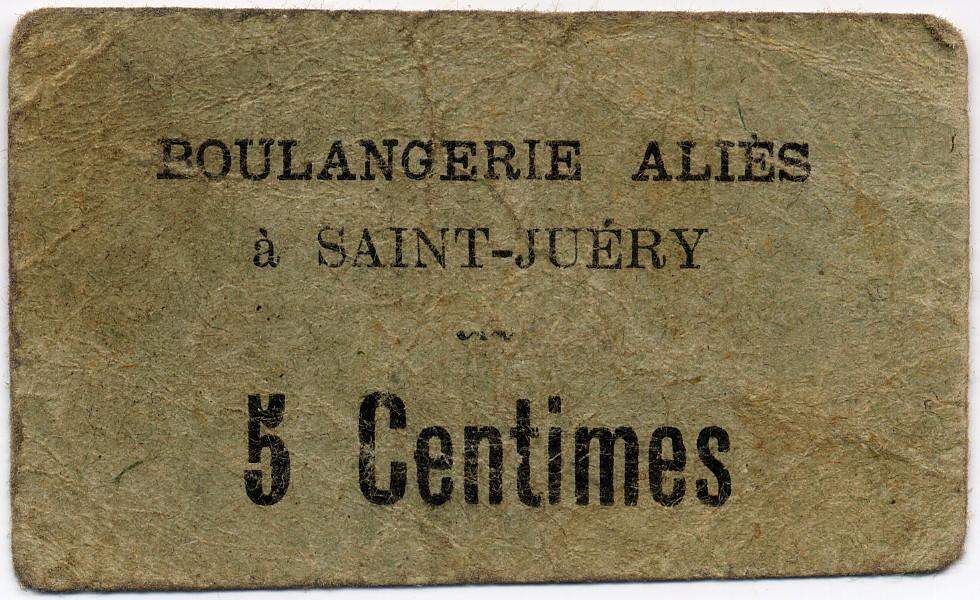 BOULANGERIE ALIÈS
à SAINT-JUÉRY
5 Centimes